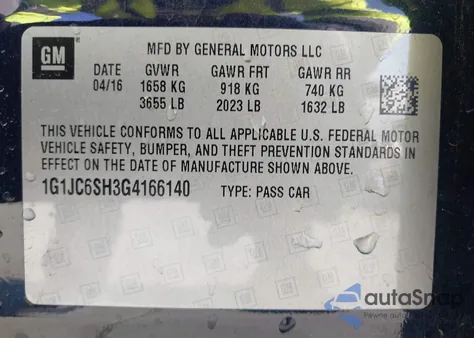 GM
MFD BY GENERAL MOTORS LLC
DATE GVWR GAWR FRT GAWR RR
04/16 1658 KG 918 KG 740 KG
3655 LB 2023 LB 1632 LB
THIS VEHICLE CONFORMS TO ALL APPLICABLE U.S. FEDERAL MOTOR
VEHICLE SAFETY, BUMPER, AND THEFT PREVENTION STANDARDS IN
EFFECT ON THE DATE OF MANUFACTURE SHOWN ABOVE.
1G1JC6SH3G4166140 TYPE: PASS CAR
autoSnap
Pewne auto